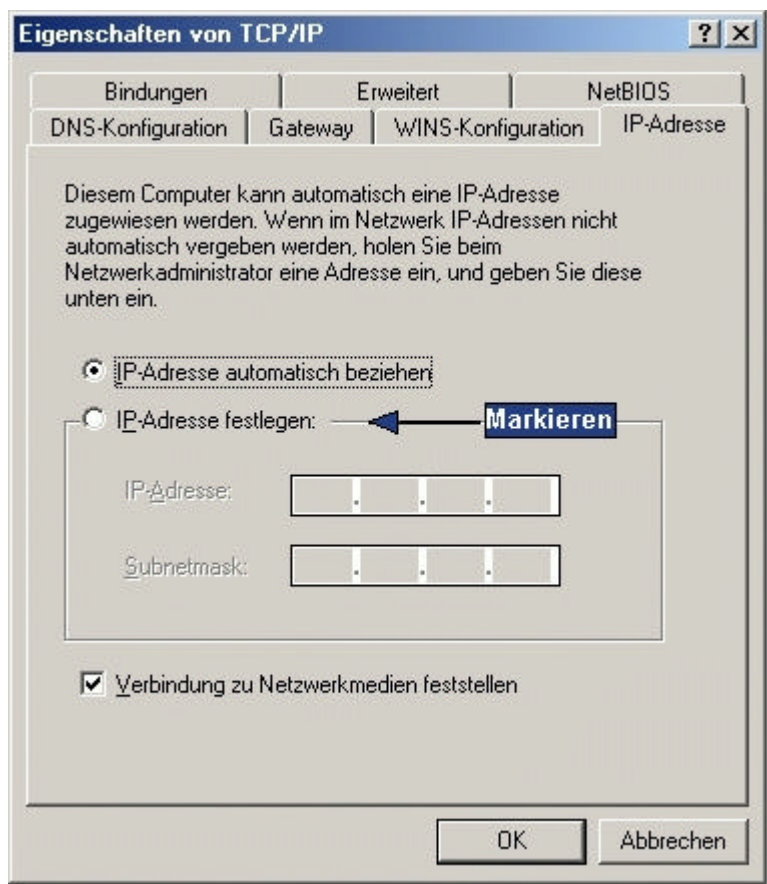 Eigenschaften von TCP/IP
Bindungen
Erweitert
NetBIOS
DNS-Konfiguration
Gateway
WINS-Konfiguration
IP-Adresse
Diesem Computer kann automatisch eine IP-Adresse
zugewiesen werden. Wenn im Netzwerk IP-Adressen nicht
automatisch vergeben werden, holen Sie beim
Netzwerkadministrator eine Adresse ein, und geben Sie diese
unten ein.
IP-Adresse automatisch beziehen
IP-Adresse festlegen:
Markieren
IP-Adresse:
Subnetmask:
Verbindung zu Netzwerkmedien feststellen
OK
Abbrechen